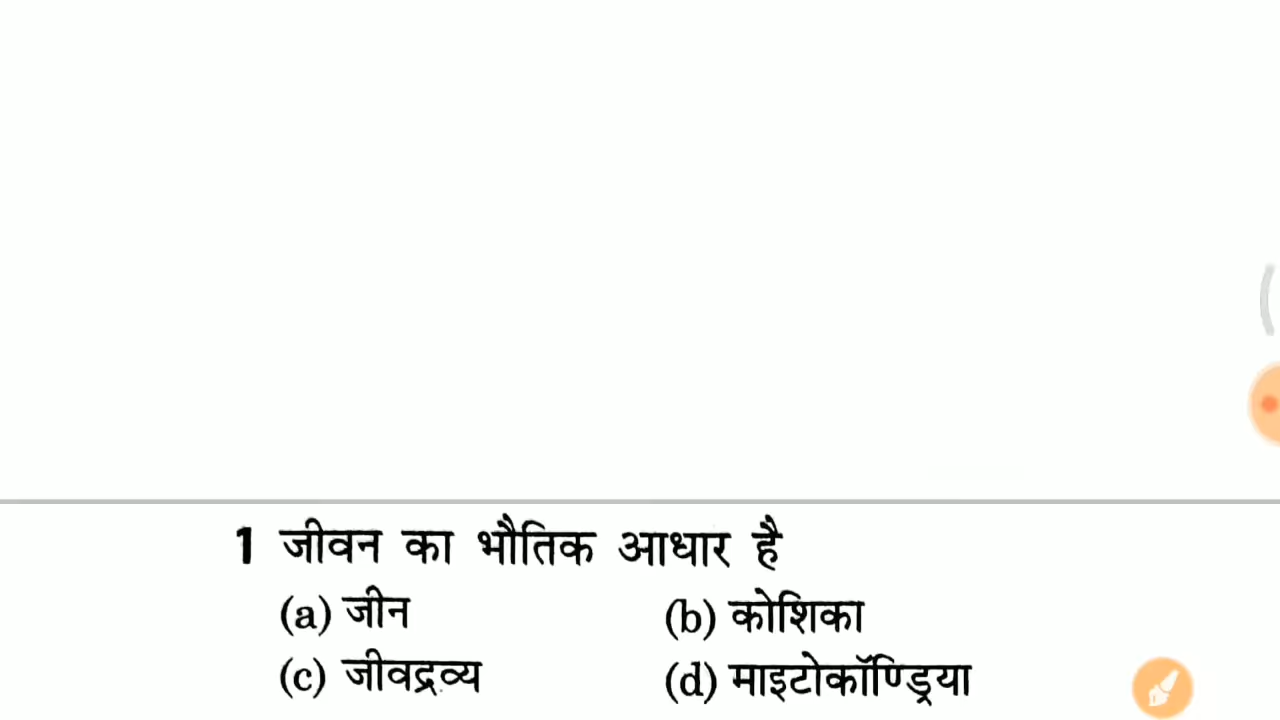 1 जीवन का भौतिक आधार है
(a) जीन (b) कोशिका
(c) जीवद्रव्य (d) माइटोकॉण्ड्रिया